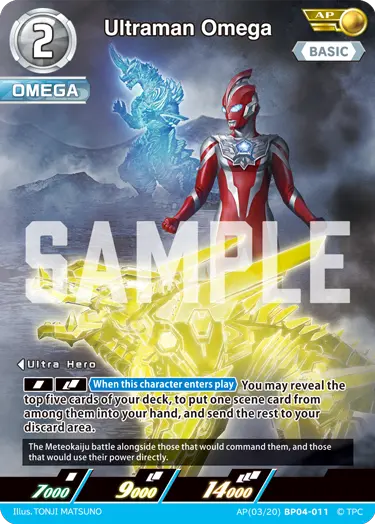 2
Ultraman Omega
AP
BASIC
OMEGA
SAMPLE
Ultra Hero
When this character enters play You may reveal the
top five cards of your deck, to put one scene card from
among them into your hand, and send the rest to your
discard area.
The Meteokaiju battle alongside those that would command them, and those
that would use their power directly.
7000 9000 14000
Illus. TONJI MATSUNO AP(03/20) BP04-011 © TPC